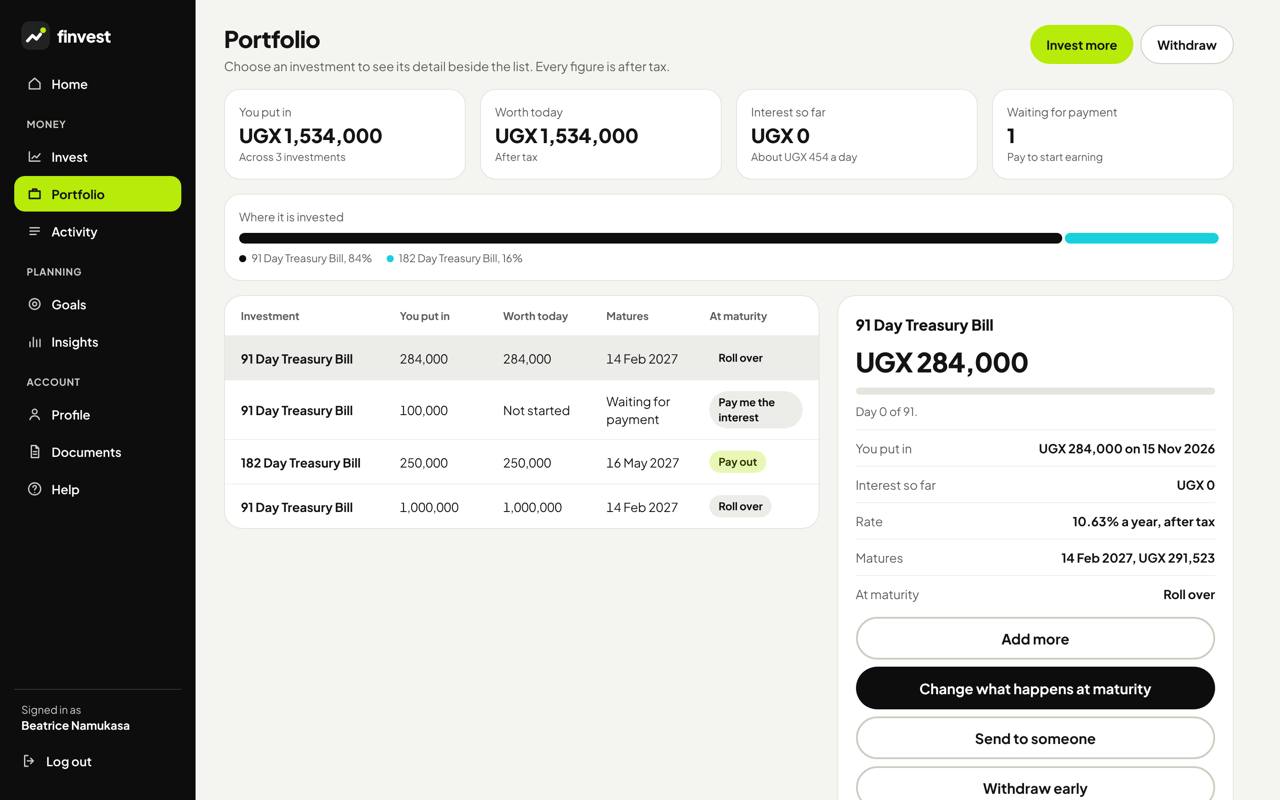 finvest
Home
MONEY
Invest
Portfolio
Activity
PLANNING
Goals
Insights
ACCOUNT
Profile
Documents
Help
Signed in as
Beatrice Namukasa
Log out
Portfolio
Choose an investment to see its detail beside the list. Every figure is after tax.
Invest more
Withdraw
You put in
UGX 1,534,000
Across 3 investments
Worth today
UGX 1,534,000
After tax
Interest so far
UGX 0
About UGX 454 a day
Waiting for payment
1
Pay to start earning
Where it is invested
91 Day Treasury Bill, 84% 182 Day Treasury Bill, 16%
Investment You put in Worth today Matures At maturity
91 Day Treasury Bill 284,000 284,000 14 Feb 2027 Roll over
91 Day Treasury Bill 100,000 Not started Waiting for payment Pay me the interest
182 Day Treasury Bill 250,000 250,000 16 May 2027 Pay out
91 Day Treasury Bill 1,000,000 1,000,000 14 Feb 2027 Roll over
91 Day Treasury Bill
UGX 284,000
Day 0 of 91.
You put in UGX 284,000 on 15 Nov 2026
Interest so far UGX 0
Rate 10.63% a year, after tax
Matures 14 Feb 2027, UGX 291,523
At maturity Roll over
Add more
Change what happens at maturity
Send to someone
Withdraw early